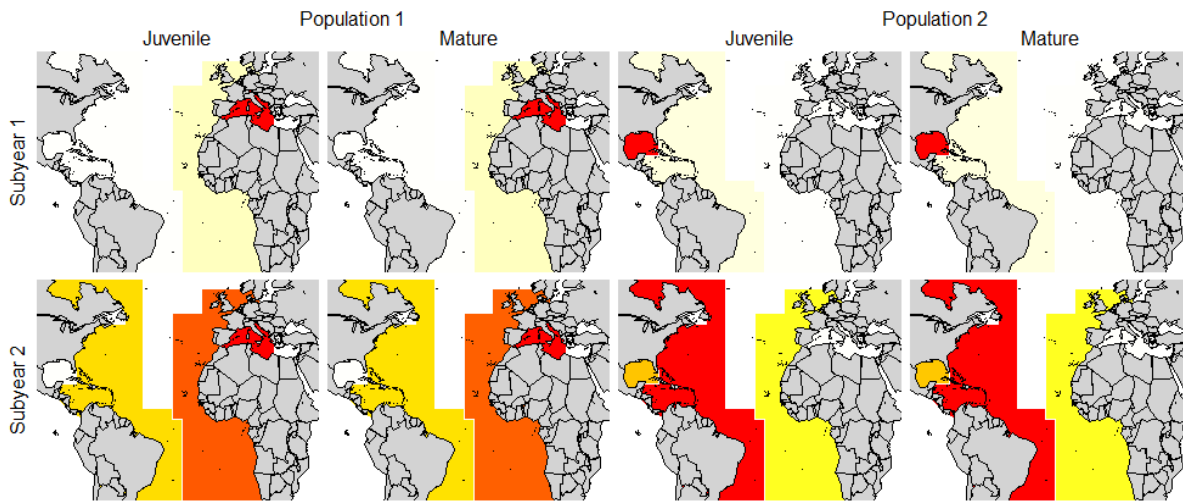 Population 1
Population 2
Juvenile
Mature
Juvenile
Mature
Subyear 1
Subyear 2